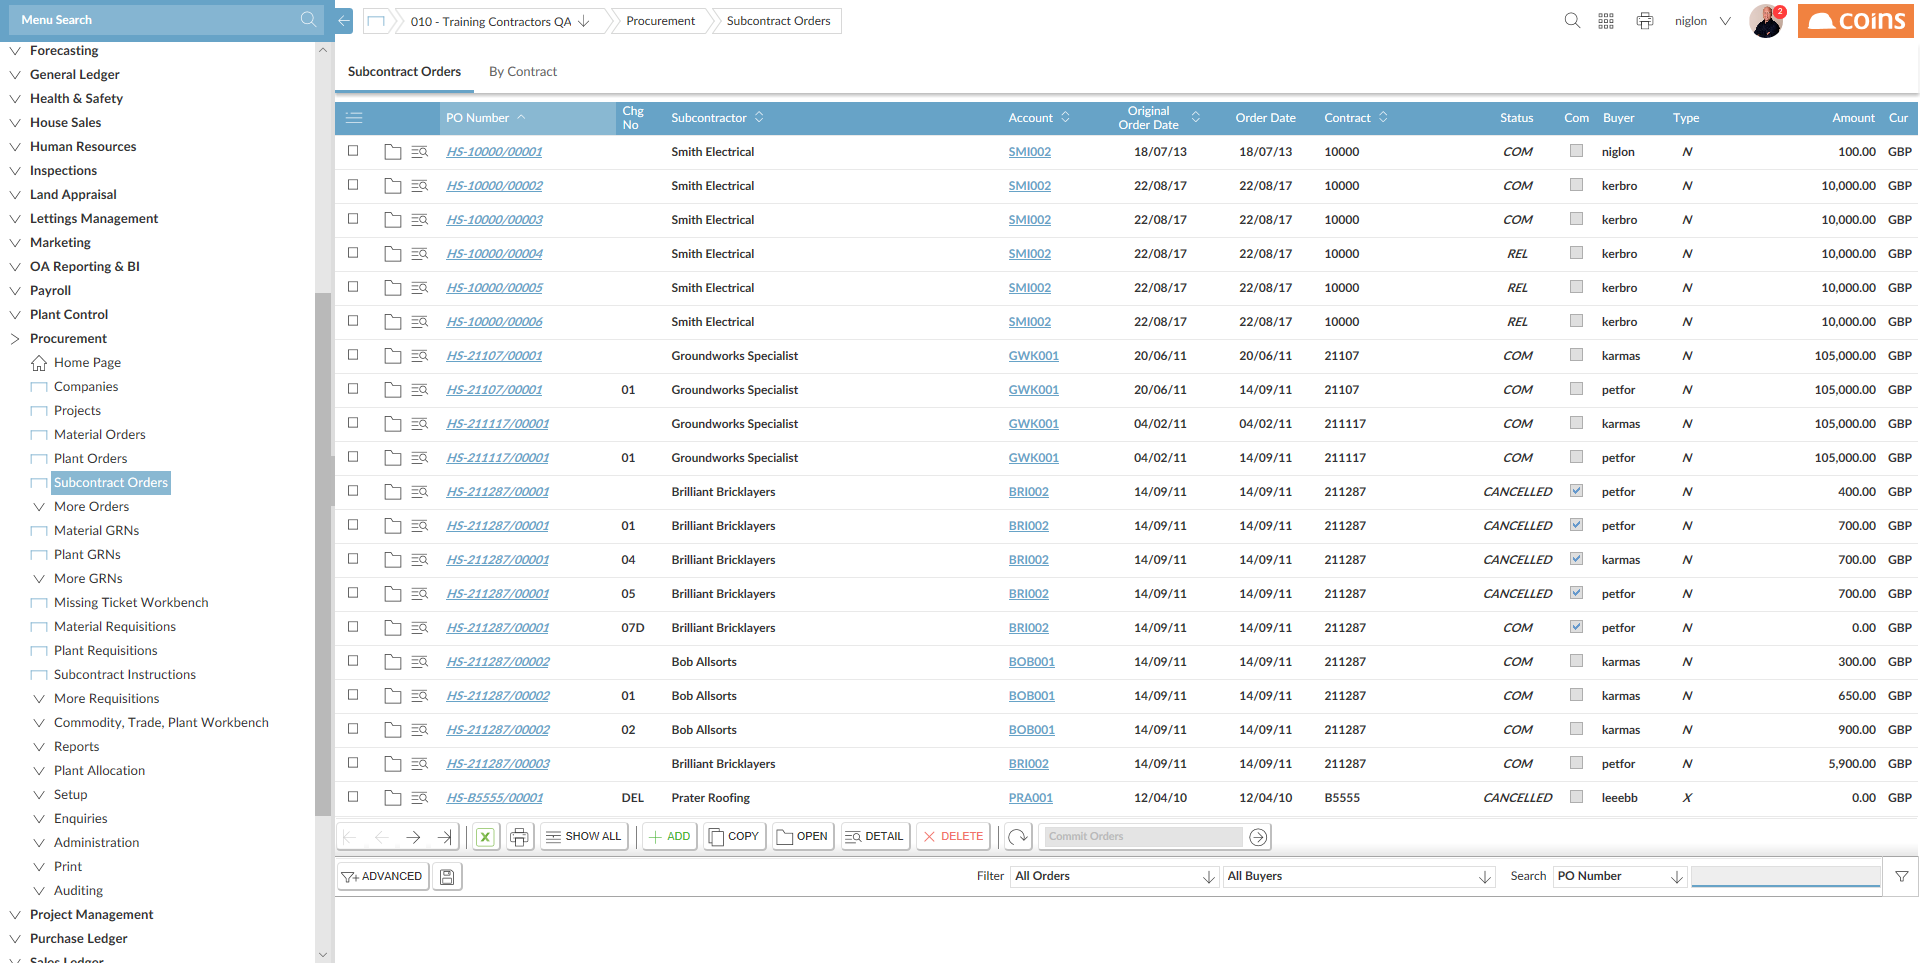 Menu Search
010 - Training Contractors QA
Procurement
Subcontract Orders
niglon
2
coins
Forecasting
General Ledger
Health & Safety
House Sales
Human Resources
Inspections
Land Appraisal
Lettings Management
Marketing
OA Reporting & BI
Payroll
Plant Control
Procurement
Home Page
Companies
Projects
Material Orders
Plant Orders
Subcontract Orders
More Orders
Material GRNs
Plant GRNs
More GRNs
Missing Ticket Workbench
Material Requisitions
Plant Requisitions
Subcontract Instructions
More Requisitions
Commodity, Trade, Plant Workbench
Reports
Plant Allocation
Setup
Enquiries
Administration
Print
Auditing
Project Management
Purchase Ledger
Sales Ledger
Subcontract Orders By Contract
PO Number Chg No Subcontractor Account Original Order Date Order Date Contract Status Com Buyer Type Amount Cur
HS-10000/00001 Smith Electrical SMI002 18/07/13 18/07/13 10000 COM niglon N 100.00 GBP
HS-10000/00002 Smith Electrical SMI002 22/08/17 22/08/17 10000 COM kerbro N 10,000.00 GBP
HS-10000/00003 Smith Electrical SMI002 22/08/17 22/08/17 10000 COM kerbro N 10,000.00 GBP
HS-10000/00004 Smith Electrical SMI002 22/08/17 22/08/17 10000 REL kerbro N 10,000.00 GBP
HS-10000/00005 Smith Electrical SMI002 22/08/17 22/08/17 10000 REL kerbro N 10,000.00 GBP
HS-10000/00006 Smith Electrical SMI002 22/08/17 22/08/17 10000 REL kerbro N 10,000.00 GBP
HS-21107/00001 Groundworks Specialist GWK001 20/06/11 20/06/11 21107 COM karmas N 105,000.00 GBP
HS-21107/00001 01 Groundworks Specialist GWK001 20/06/11 14/09/11 21107 COM petfor N 105,000.00 GBP
HS-211117/00001 Groundworks Specialist GWK001 04/02/11 04/02/11 211117 COM karmas N 105,000.00 GBP
HS-211117/00001 01 Groundworks Specialist GWK001 04/02/11 14/09/11 211117 COM petfor N 105,000.00 GBP
HS-211287/00001 Brilliant Bricklayers BRI002 14/09/11 14/09/11 211287 CANCELLED petfor N 400.00 GBP
HS-211287/00001 01 Brilliant Bricklayers BRI002 14/09/11 14/09/11 211287 CANCELLED petfor N 700.00 GBP
HS-211287/00001 04 Brilliant Bricklayers BRI002 14/09/11 14/09/11 211287 CANCELLED karmas N 700.00 GBP
HS-211287/00001 05 Brilliant Bricklayers BRI002 14/09/11 14/09/11 211287 CANCELLED petfor N 700.00 GBP
HS-211287/00001 07D Brilliant Bricklayers BRI002 14/09/11 14/09/11 211287 COM petfor N 0.00 GBP
HS-211287/00002 Bob Allsorts BOB001 14/09/11 14/09/11 211287 COM karmas N 300.00 GBP
HS-211287/00002 01 Bob Allsorts BOB001 14/09/11 14/09/11 211287 COM karmas N 650.00 GBP
HS-211287/00002 02 Bob Allsorts BOB001 14/09/11 14/09/11 211287 COM karmas N 900.00 GBP
HS-211287/00003 Brilliant Bricklayers BRI002 14/09/11 14/09/11 211287 COM petfor N 5,900.00 GBP
HS-B5555/00001 DEL Prater Roofing PRA001 12/04/10 12/04/10 B5555 CANCELLED leeebb X 0.00 GBP
SHOW ALL ADD COPY OPEN DETAIL DELETE Commit Orders
ADVANCED Filter All Orders All Buyers Search PO Number